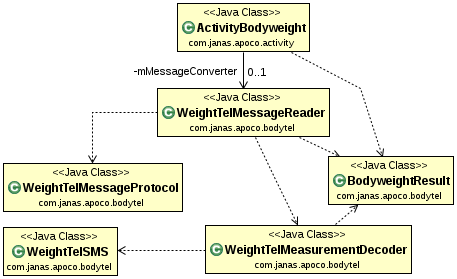 <<Java Class>>
ActivityBodyweight
com.janas.apoco.activity
-mMessageConverter 0..1
<<Java Class>>
WeightTelMessageReader
com.janas.apoco.bodytel
<<Java Class>>
WeightTelMessageProtocol
com.janas.apoco.bodytel
<<Java Class>>
BodyweightResult
com.janas.apoco.bodytel
<<Java Class>>
WeightTelSMS
com.janas.apoco.bodytel
<<Java Class>>
WeightTelMeasurementDecoder
com.janas.apoco.bodytel